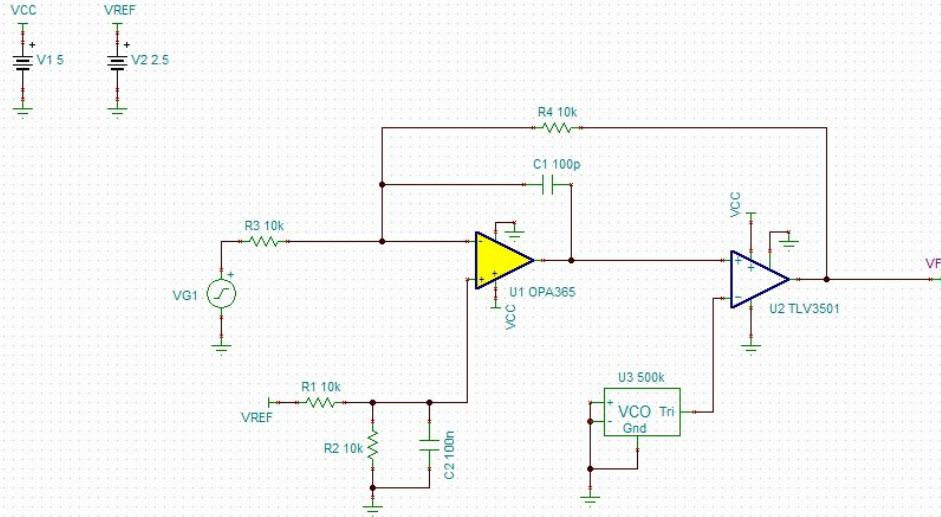 VCC
VREF
V1 5
V2 2.5
R4 10k
C1 100p
R3 10k
VCC
VG1
U1 OPA365
VCC
U2 TLV3501
VF
R1 10k
VREF
R2 10k
C2 100n
U3 500k
VCO
Tri
Gnd